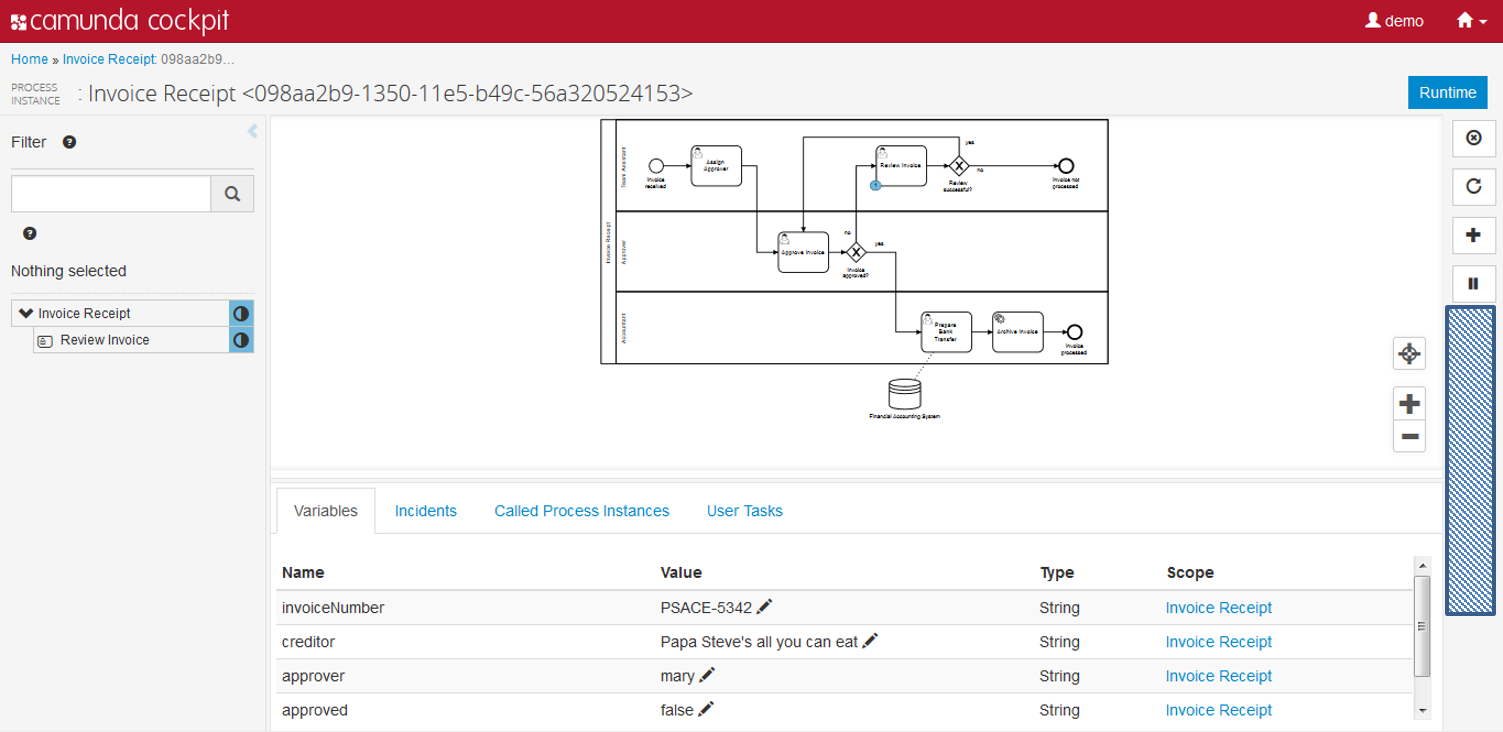 camunda cockpit
demo
Home » Invoice Receipt: 098aa2b9...
PROCESS
INSTANCE
: Invoice Receipt <098aa2b9-1350-11e5-b49c-56a320524153>
Runtime
Filter
Nothing selected
Invoice Receipt
Review Invoice
Invoice Receipt
Team Assistant
Invoice
received
Assign
Approver
Review Invoice
1
yes
Review
successful?
no
Invoice not
processed
Approver
Approve Invoice
no
yes
Invoice
approved?
Accountant
Prepare
Bank
Transfer
Archive Invoice
Invoice
processed
Financial Accounting System
Variables
Incidents
Called Process Instances
User Tasks
Name Value Type Scope
invoiceNumber PSACE-5342 String Invoice Receipt
creditor Papa Steve's all you can eat String Invoice Receipt
approver mary String Invoice Receipt
approved false String Invoice Receipt